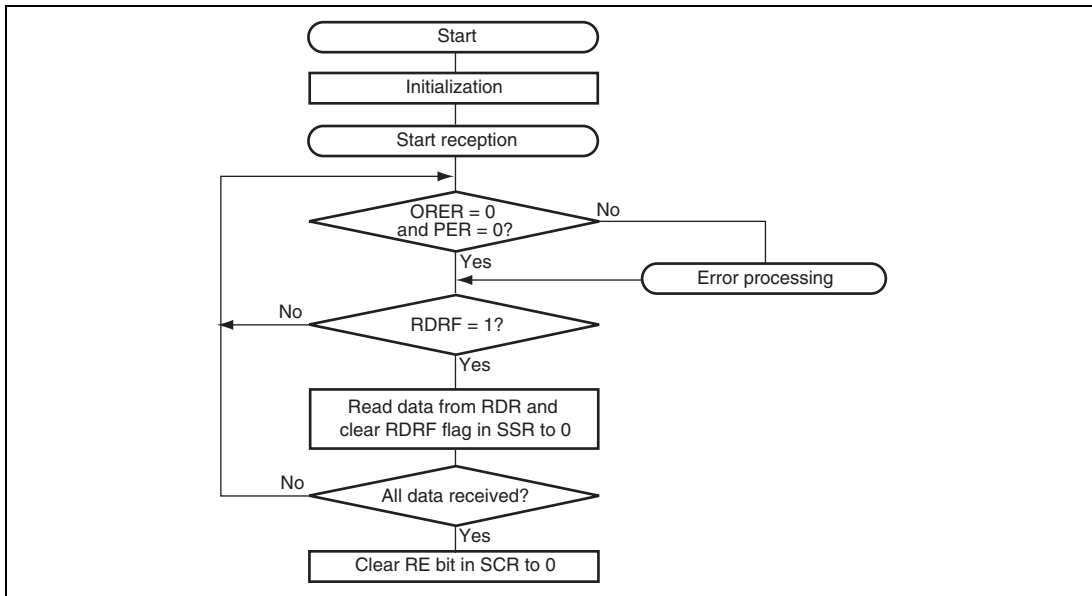 Start
Initialization
Start reception
ORER = 0
and PER = 0?
No
Yes
Error processing
No
RDRF = 1?
Yes
Read data from RDR and
clear RDRF flag in SSR to 0
No
All data received?
Yes
Clear RE bit in SCR to 0